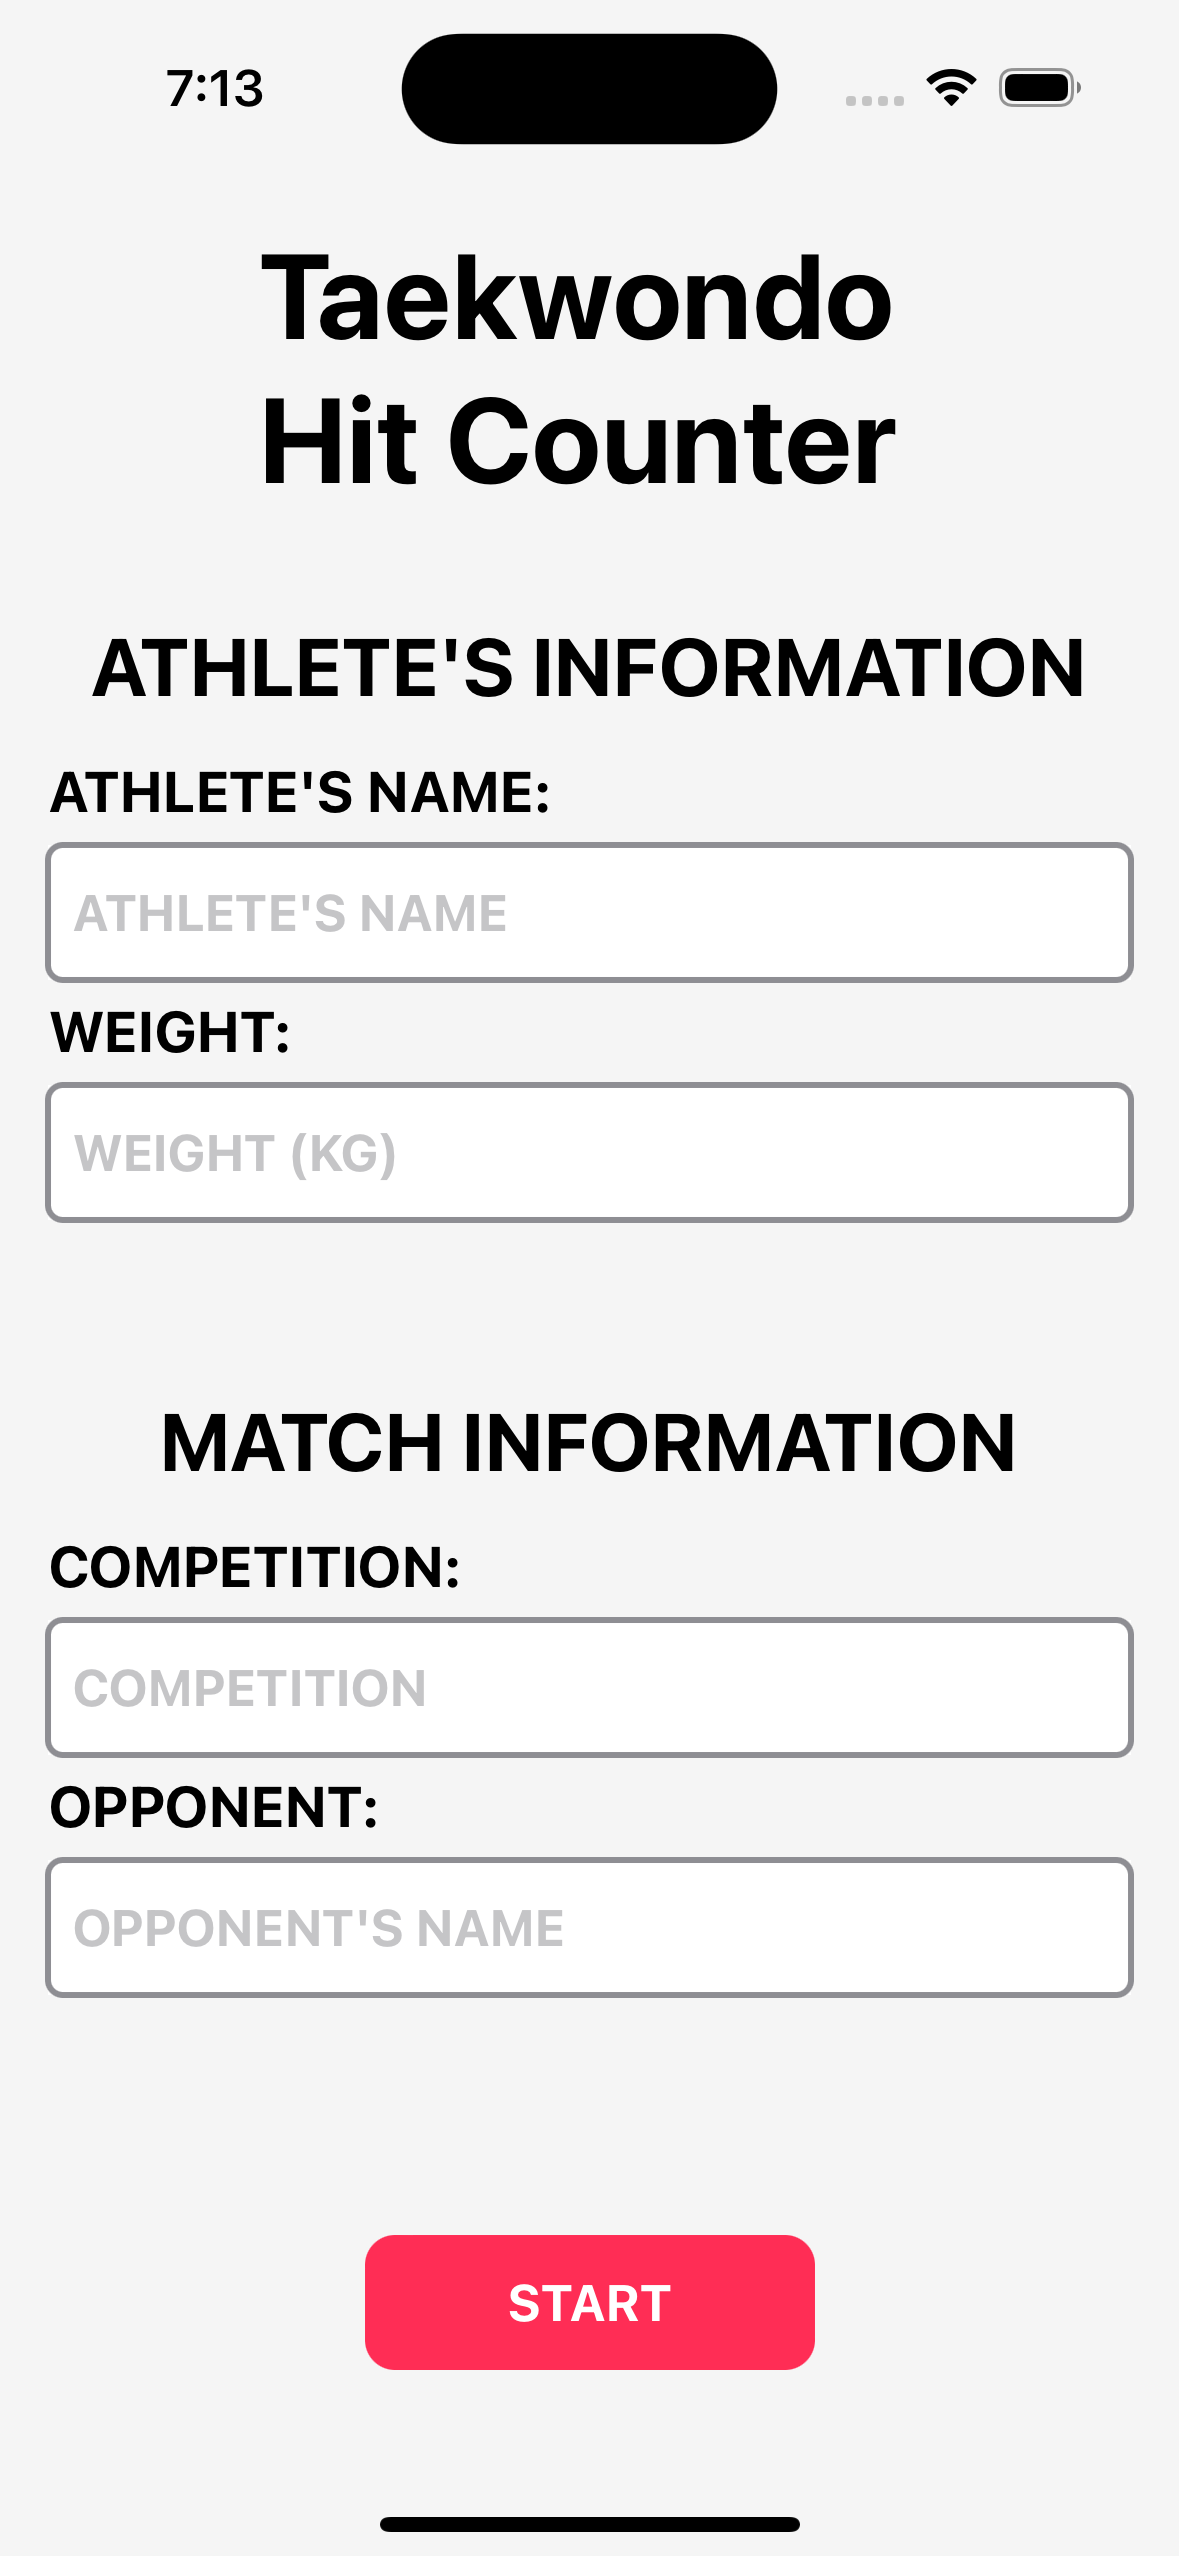 7:13
Taekwondo
Hit Counter
ATHLETE'S INFORMATION
ATHLETE'S NAME:
ATHLETE'S NAME
WEIGHT:
WEIGHT (KG)
MATCH INFORMATION
COMPETITION:
COMPETITION
OPPONENT:
OPPONENT'S NAME
START